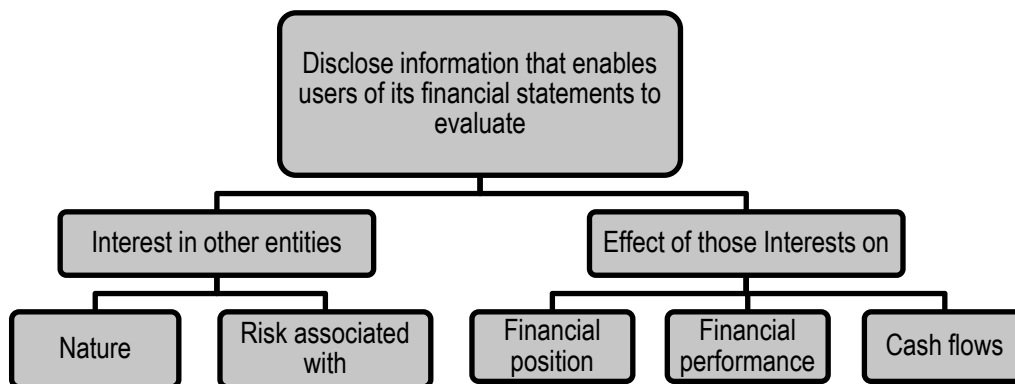 Disclose information that enables
users of its financial statements to
evaluate
Interest in other entities
Effect of those Interests on
Nature
Risk associated
with
Financial
position
Financial
performance
Cash flows